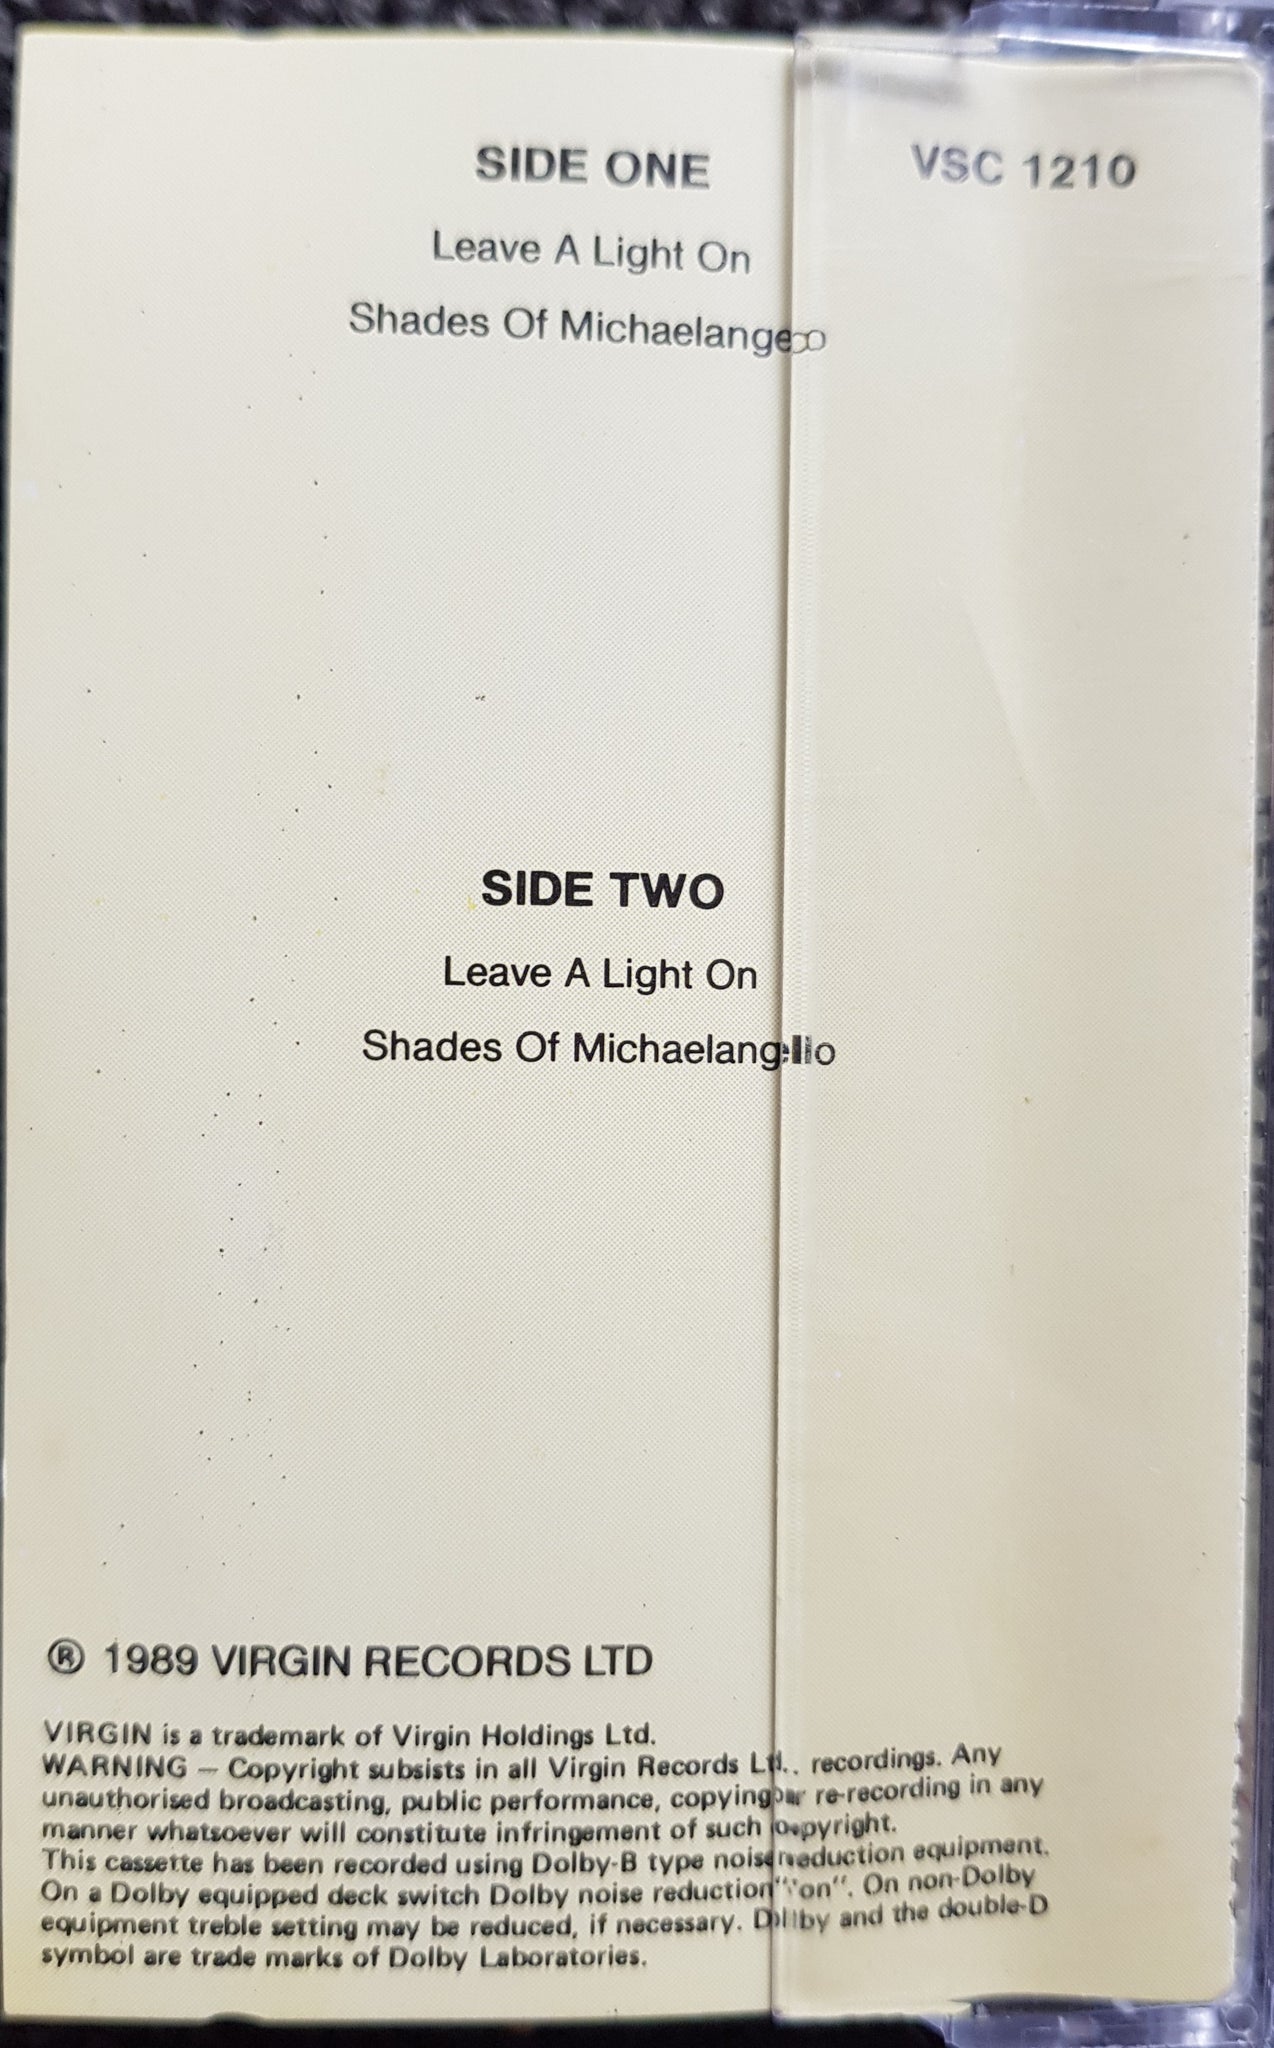 SIDE ONE
VSC 1210
Leave A Light On
Shades Of Michaelangelo
SIDE TWO
Leave A Light On
Shades Of Michaelangelo
® 1989 VIRGIN RECORDS LTD
VIRGIN is a trademark of Virgin Holdings Ltd.
WARNING – Copyright subsists in all Virgin Records Ltd., recordings. Any
unauthorised broadcasting, public performance, copying or re-recording in any
manner whatsoever will constitute infringement of such copyright.
This cassette has been recorded using Dolby-B type noise reduction equipment.
On a Dolby equipped deck switch Dolby noise reduction "on". On non-Dolby
equipment treble setting may be reduced, if necessary. Dolby and the double-D
symbol are trade marks of Dolby Laboratories.